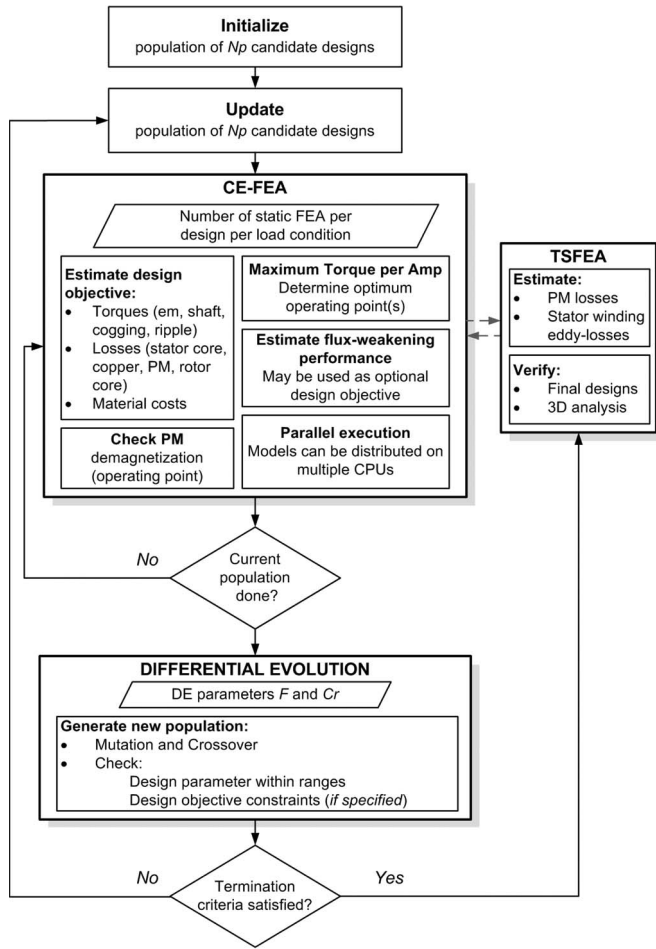 Initialize
population of Np candidate designs
Update
population of Np candidate designs
CE-FEA
Number of static FEA per
design per load condition
Estimate design
objective:
• Torques (em, shaft,
cogging, ripple)
• Losses (stator core,
copper, PM, rotor
core)
• Material costs
Check PM
demagnetization
(operating point)
Maximum Torque per Amp
Determine optimum
operating point(s)
Estimate flux-weakening
performance
May be used as optional
design objective
Parallel execution
Models can be distributed on
multiple CPUs
TSFEA
Estimate:
• PM losses
• Stator winding
eddy-losses
Verify:
• Final designs
• 3D analysis
No
Current
population
done?
DIFFERENTIAL EVOLUTION
DE parameters F and Cr
Generate new population:
• Mutation and Crossover
• Check:
Design parameter within ranges
Design objective constraints (if specified)
No
Yes
Termination
criteria satisfied?